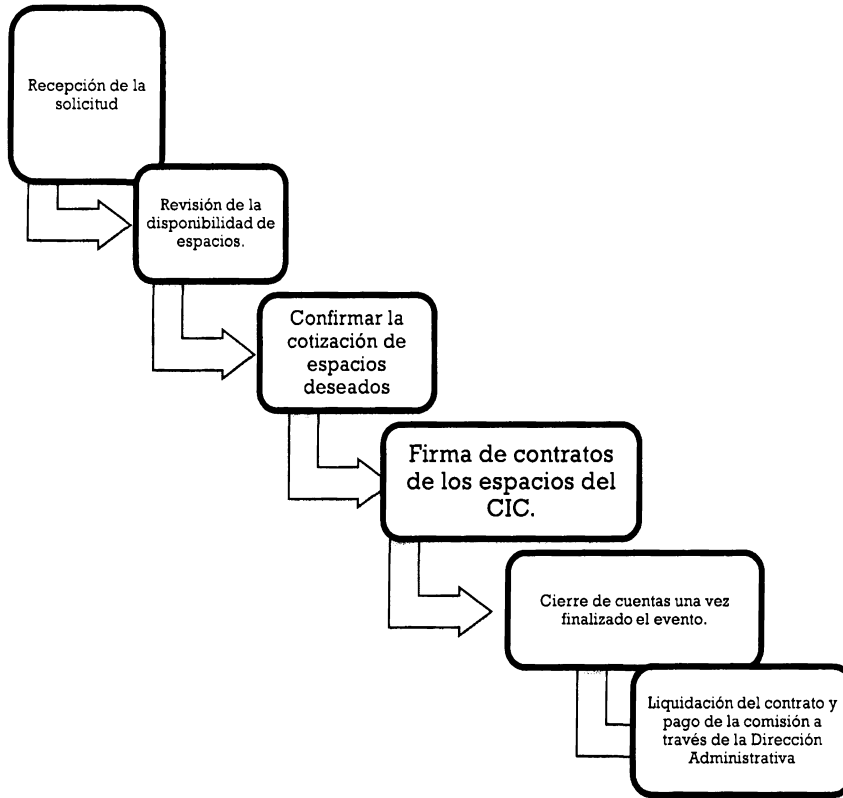 Recepción de la
solicitud
Revisión de la
disponibilidad de
espacios.
Confirmar la
cotización de
espacios
deseados
Firma de contratos
de los espacios del
CIC.
Cierre de cuentas una vez
finalizado el evento.
Liquidación del contrato y
pago de la comisión a
través de la Dirección
Administrativa